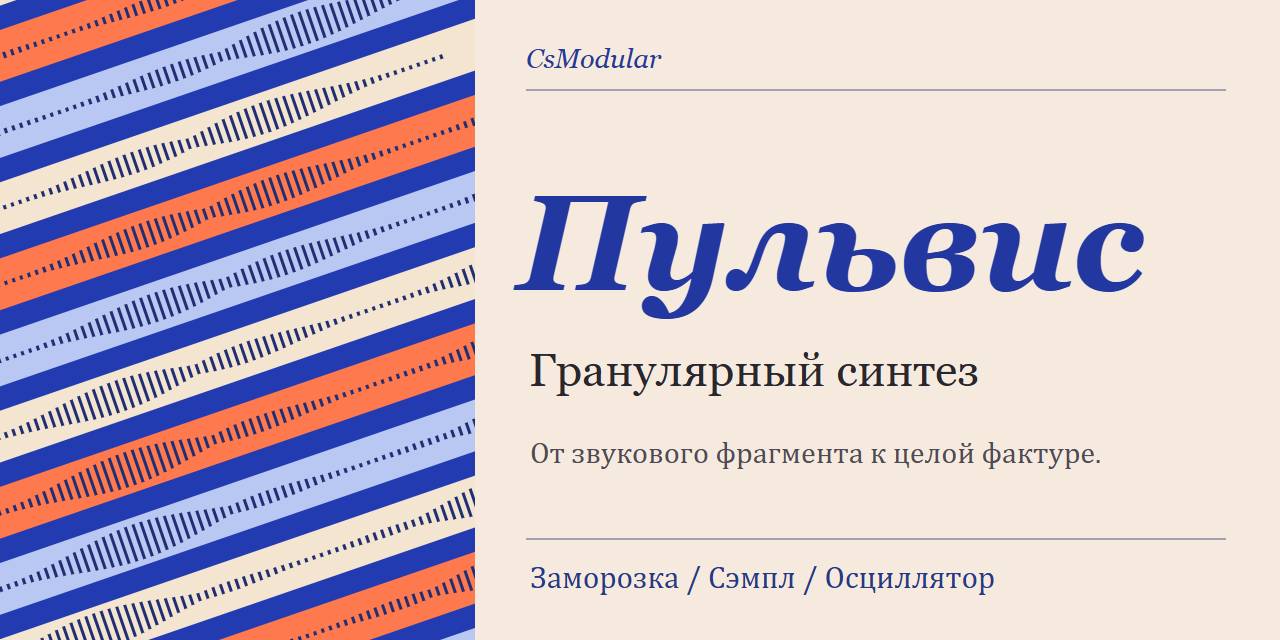 CsModular
Пульвис
Гранулярный синтез
От звукового фрагмента к целой фактуре.
Заморозка / Сэмпл / Осциллятор